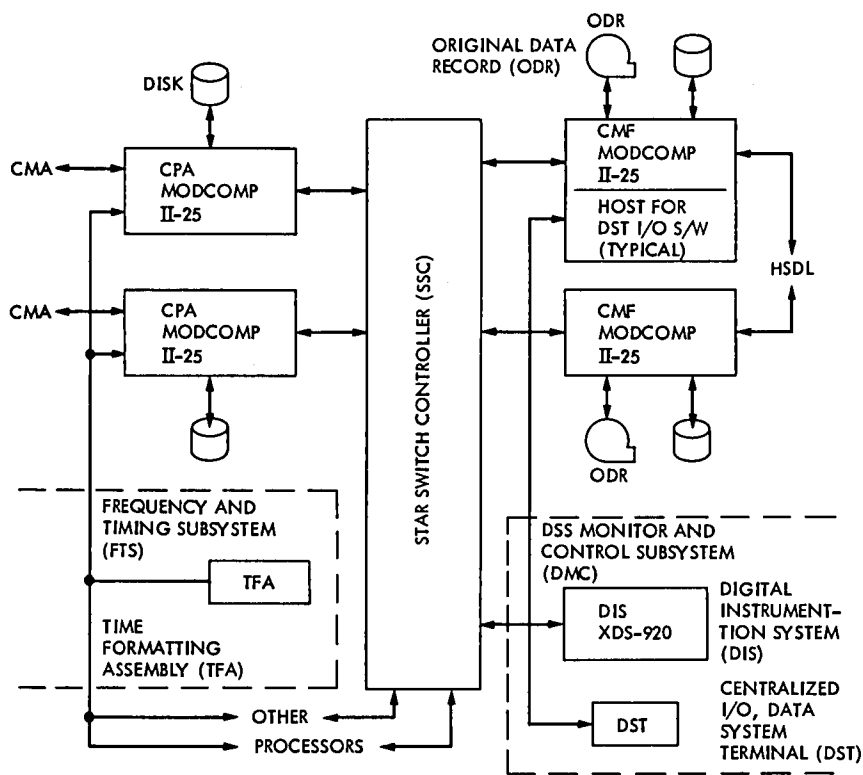 ODR
ORIGINAL DATA
RECORD (ODR)
DISK
CMA
CPA
MODCOMP
II-25
CMF
MODCOMP
II-25
HOST FOR
DST I/O S/W
(TYPICAL)
HSDL
CMA
CPA
MODCOMP
II-25
CMF
MODCOMP
II-25
ODR
STAR SWITCH CONTROLLER (SSC)
FREQUENCY AND
TIMING SUBSYSTEM
(FTS)
TFA
TIME
FORMATTING
ASSEMBLY (TFA)
DSS MONITOR AND
CONTROL SUBSYSTEM
(DMC)
DIS
XDS-920
DIGITAL
INSTRUMENT-
TION SYSTEM
(DIS)
DST
CENTRALIZED
I/O, DATA
SYSTEM
TERMINAL (DST)
OTHER
PROCESSORS